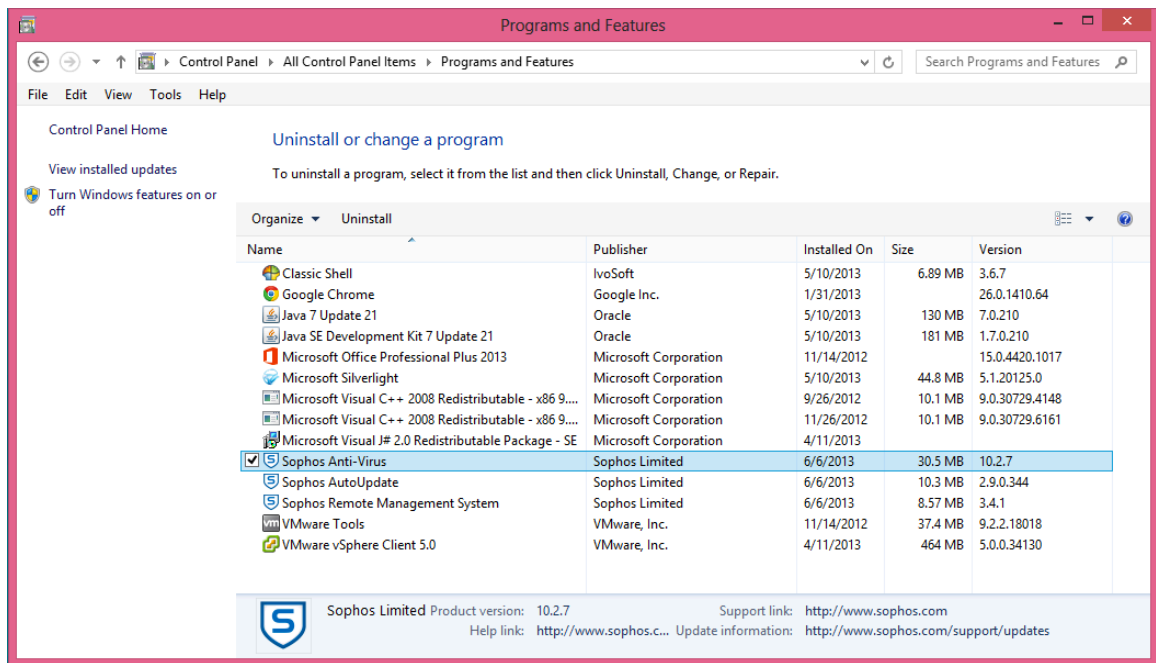 Programs and Features
Control Panel All Control Panel Items Programs and Features Search Programs and Features
File Edit View Tools Help
Control Panel Home
View installed updates
Turn Windows features on or
off
Uninstall or change a program
To uninstall a program, select it from the list and then click Uninstall, Change, or Repair.
Organize Uninstall
Name Publisher Installed On Size Version
Classic Shell IvoSoft 5/10/2013 6.89 MB 3.6.7
Google Chrome Google Inc. 1/31/2013 26.0.1410.64
Java 7 Update 21 Oracle 5/10/2013 130 MB 7.0.210
Java SE Development Kit 7 Update 21 Oracle 5/10/2013 181 MB 1.7.0.210
Microsoft Office Professional Plus 2013 Microsoft Corporation 11/14/2012 15.0.4420.1017
Microsoft Silverlight Microsoft Corporation 5/10/2013 44.8 MB 5.1.20125.0
Microsoft Visual C++ 2008 Redistributable - x86 9.... Microsoft Corporation 9/26/2012 10.1 MB 9.0.30729.4148
Microsoft Visual C++ 2008 Redistributable - x86 9.... Microsoft Corporation 11/26/2012 10.1 MB 9.0.30729.6161
Microsoft Visual J# 2.0 Redistributable Package - SE Microsoft Corporation 4/11/2013
Sophos Anti-Virus Sophos Limited 6/6/2013 30.5 MB 10.2.7
Sophos AutoUpdate Sophos Limited 6/6/2013 10.3 MB 2.9.0.344
Sophos Remote Management System Sophos Limited 6/6/2013 8.57 MB 3.4.1
vm VMware Tools VMware, Inc. 11/14/2012 37.4 MB 9.2.2.18018
VMware vSphere Client 5.0 VMware, Inc. 4/11/2013 464 MB 5.0.0.34130
Sophos Limited Product version: 10.2.7 Support link: http://www.sophos.com
Help link: http://www.sophos.c... Update information: http://www.sophos.com/support/updates